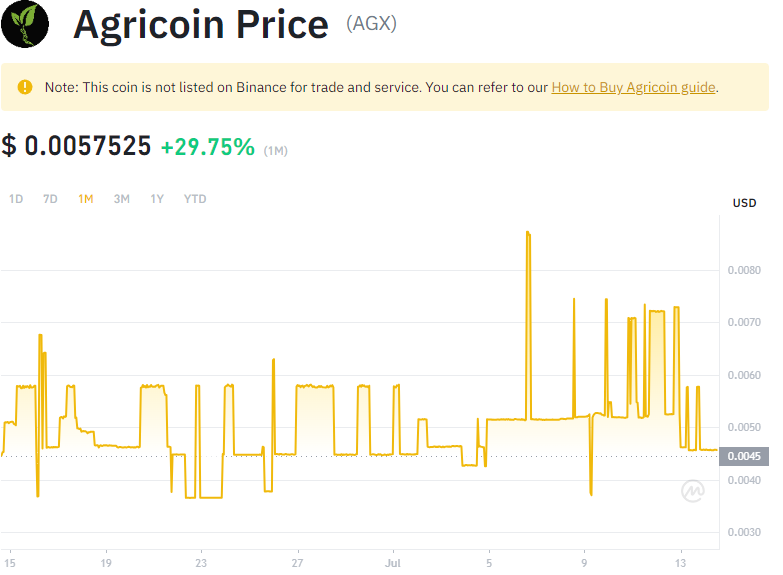 Agricoin Price (AGX)
Note: This coin is not listed on Binance for trade and service. You can refer to our How to Buy Agricoin guide.
$ 0.0057525 +29.75% (1M)
1D 7D 1M 3M 1Y YTD
USD
0.0080
0.0070
0.0060
0.0050
0.0045
0.0040
0.0030
15 19 23 27 Jul 5 9 13